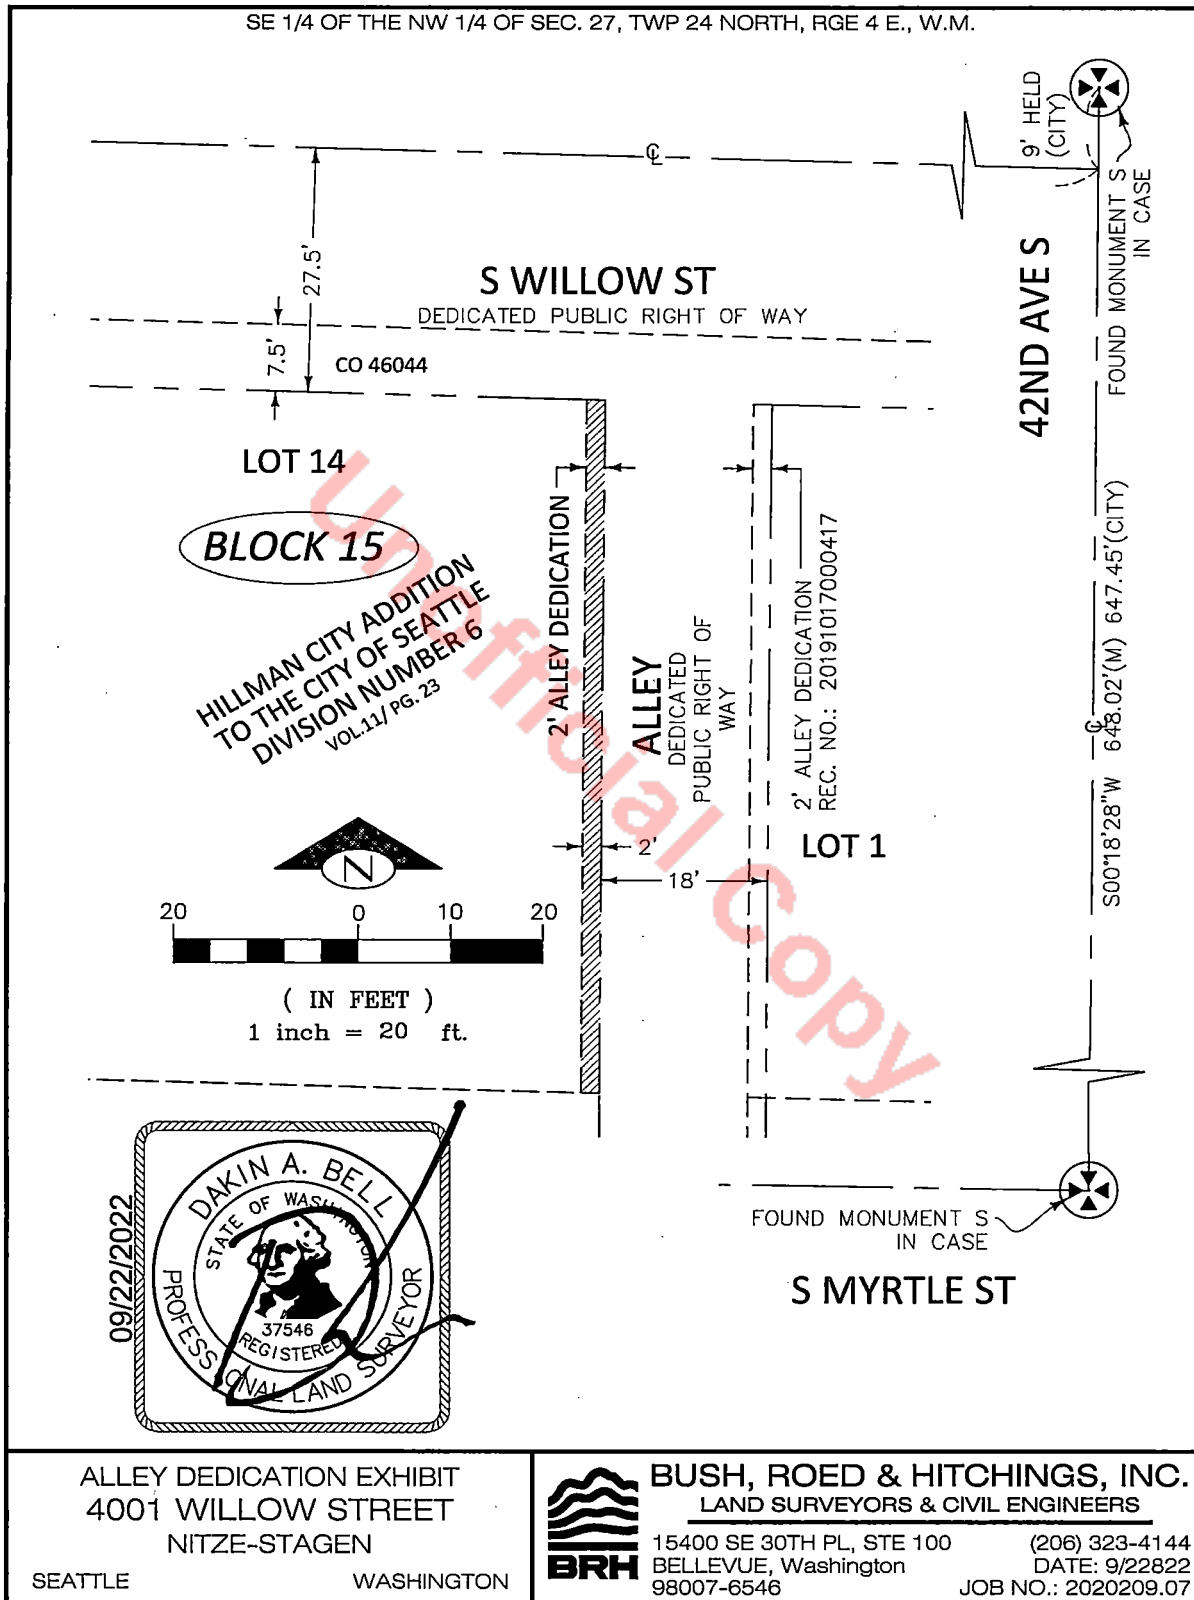 SE 1/4 OF THE NW 1/4 OF SEC. 27, TWP 24 NORTH, RGE 4 E., W.M.
9' HELD
(CITY)
FOUND MONUMENT S
IN CASE
℄
27.5'
S WILLOW ST
DEDICATED PUBLIC RIGHT OF WAY
7.5'
CO 46044
42ND AVE S
LOT 14
BLOCK 15
HILLMAN CITY ADDITION
TO THE CITY OF SEATTLE
DIVISION NUMBER 6
VOL.11/ PG. 23
2' ALLEY DEDICATION
ALLEY
DEDICATED
PUBLIC RIGHT OF
WAY
2' ALLEY DEDICATION
REC. NO.: 20191017000417
LOT 1
℄
S00°18'28"W 648.02'(M) 647.45'(CITY)
2'
18'
N
20 0 10 20
( IN FEET )
1 inch = 20 ft.
Unofficial Copy
09/22/2022
DAKIN A. BELL
STATE OF WASHINGTON
37546
REGISTERED
PROFESSIONAL LAND SURVEYOR
FOUND MONUMENT S
IN CASE
S MYRTLE ST
ALLEY DEDICATION EXHIBIT
4001 WILLOW STREET
NITZE-STAGEN
SEATTLE WASHINGTON
BRH
BUSH, ROED & HITCHINGS, INC.
LAND SURVEYORS & CIVIL ENGINEERS
15400 SE 30TH PL, STE 100 (206) 323-4144
BELLEVUE, Washington DATE: 9/22822
98007-6546 JOB NO.: 2020209.07